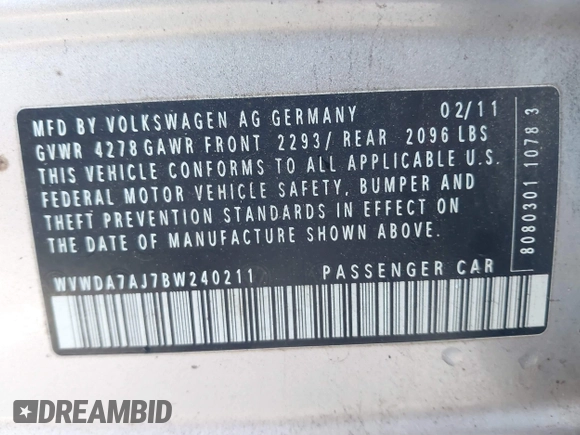 MFD BY VOLKSWAGEN AG GERMANY 02/11
GVWR 4278 GAWR FRONT 2293/ REAR 2096 LBS
THIS VEHICLE CONFORMS TO ALL APPLICABLE U.S.
FEDERAL MOTOR VEHICLE SAFETY, BUMPER AND
THEFT PREVENTION STANDARDS IN EFFECT ON
THE DATE OF MANUFACTURE SHOWN ABOVE.
WVWDA7AJ7BW240211 PASSENGER CAR
8080301 1078 3
DREAMBID